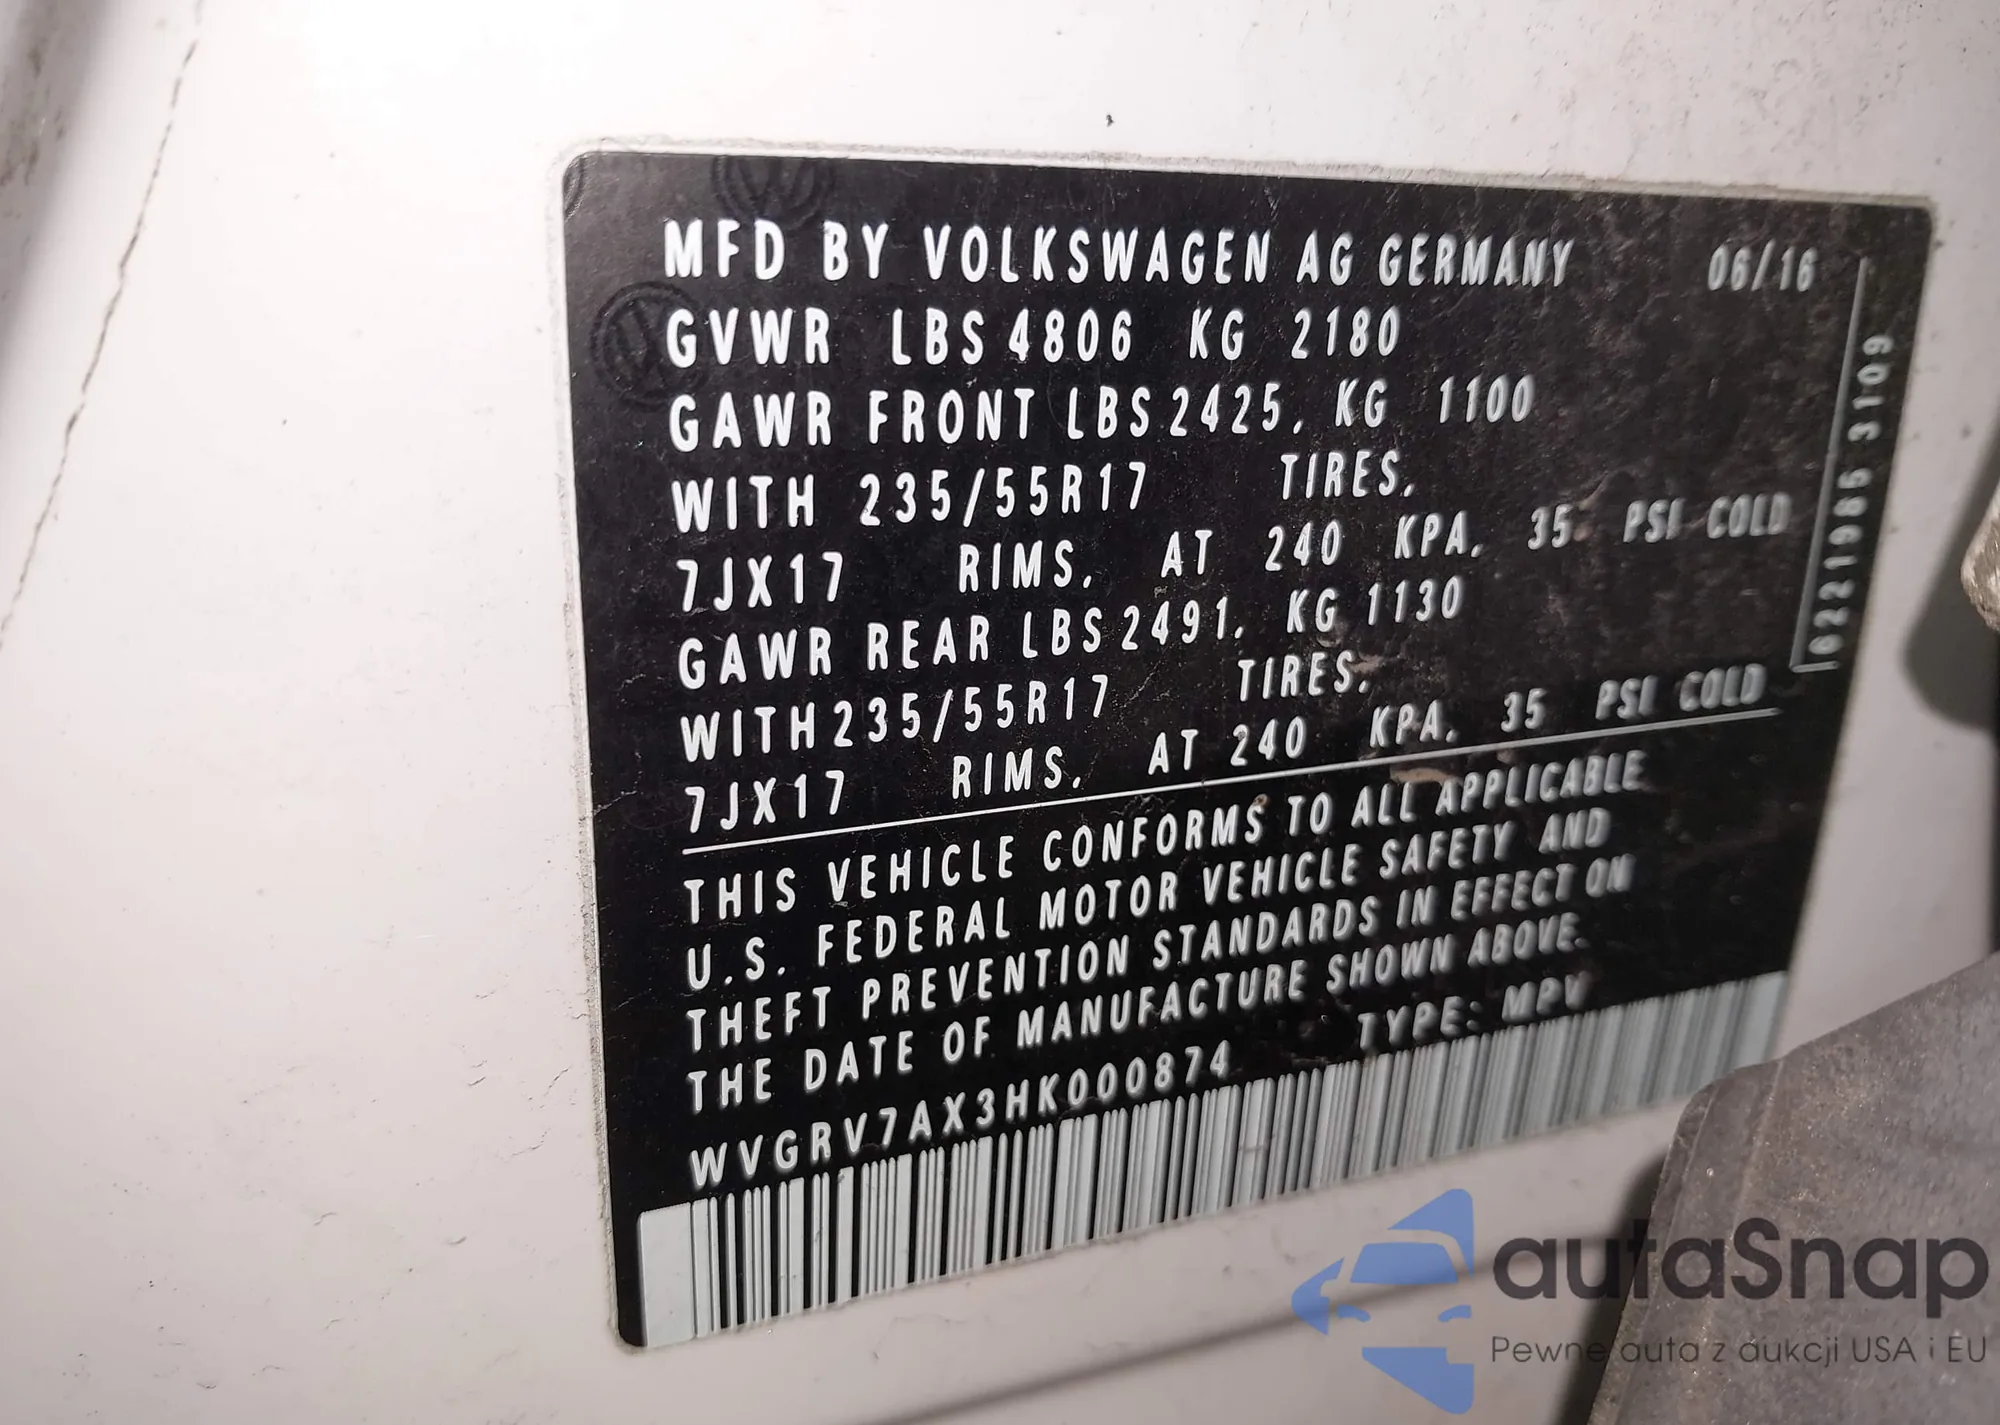 MFD BY VOLKSWAGEN AG GERMANY 06/16
GVWR LBS 4806 KG 2180
GAWR FRONT LBS 2425. KG 1100
WITH 235/55R17 TIRES.
7JX17 RIMS. AT 240 KPA. 35 PSI COLD
GAWR REAR LBS 2491. KG 1130
WITH 235/55R17 TIRES.
7JX17 RIMS. AT 240 KPA. 35 PSI COLD
THIS VEHICLE CONFORMS TO ALL APPLICABLE
U.S. FEDERAL MOTOR VEHICLE SAFETY AND
THEFT PREVENTION STANDARDS IN EFFECT ON
THE DATE OF MANUFACTURE SHOWN ABOVE.
WVGRV7AX3HK000874 TYPE: MPV
6221985 3109
autaSnap
Pewne auta z aukcji USA i EU